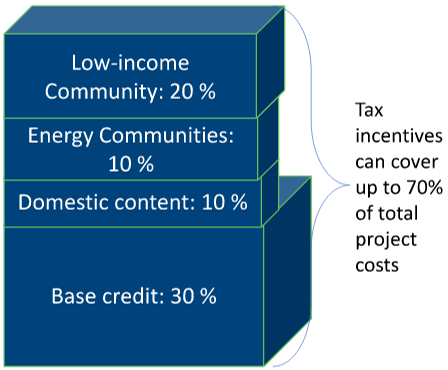 Low-income
Community: 20 %
Energy Communities:
10 %
Domestic content: 10 %
Base credit: 30 %
Tax
incentives
can cover
up to 70%
of total
project
costs